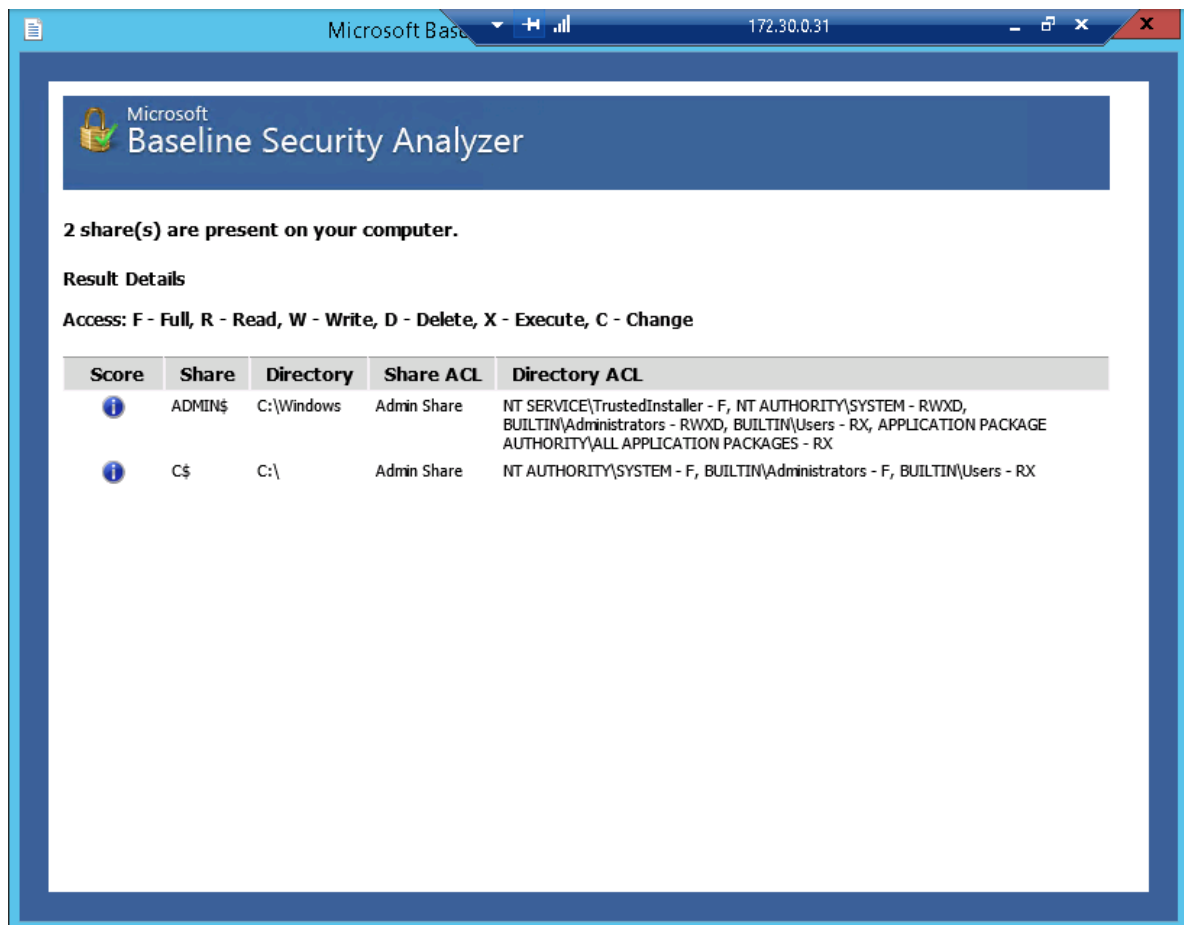 Microsoft Base
172.30.0.31
Microsoft
Baseline Security Analyzer
2 share(s) are present on your computer.
Result Details
Access: F - Full, R - Read, W - Write, D - Delete, X - Execute, C - Change
Score Share Directory Share ACL Directory ACL
ADMIN$ C:\Windows Admin Share NT SERVICE\TrustedInstaller - F, NT AUTHORITY\SYSTEM - RWXD,
BUILTIN\Administrators - RWXD, BUILTIN\Users - RX, APPLICATION PACKAGE
AUTHORITY\ALL APPLICATION PACKAGES - RX
C$ C:\ Admin Share NT AUTHORITY\SYSTEM - F, BUILTIN\Administrators - F, BUILTIN\Users - RX